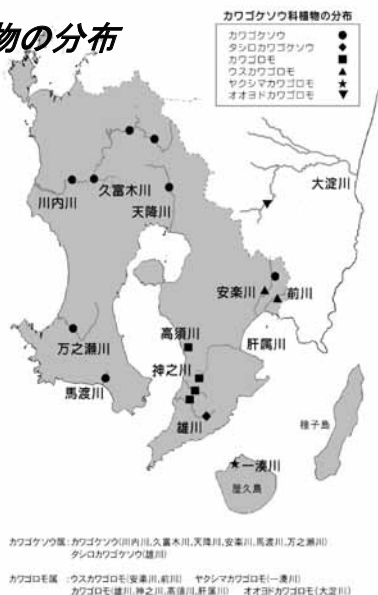 物の分布
カワゴケソウ科植物の分布
カワゴケソウ
タシロカワゴケソウ
カワゴロモ
ウスカワゴロモ
ヤクシマカワゴロモ
オオヨドカワゴロモ
大淀川
川内川
久富木川
天降川
安楽川
前川
高須川
万之瀬川
肝属川
神之川
馬渡川
雄川
種子島
一湊川
屋久島
カワゴケソウ属:カワゴケソウ(川内川、久富木川、天降川、安楽川、馬渡川、万之瀬川)
タシロカワゴケソウ(雄川)
カワゴロモ属 :ウスカワゴロモ(安楽川、前川) ヤクシマカワゴロモ(一湊川)
カワゴロモ(雄川、神之川、高須川、肝属川) オオヨドカワゴロモ(大淀川)